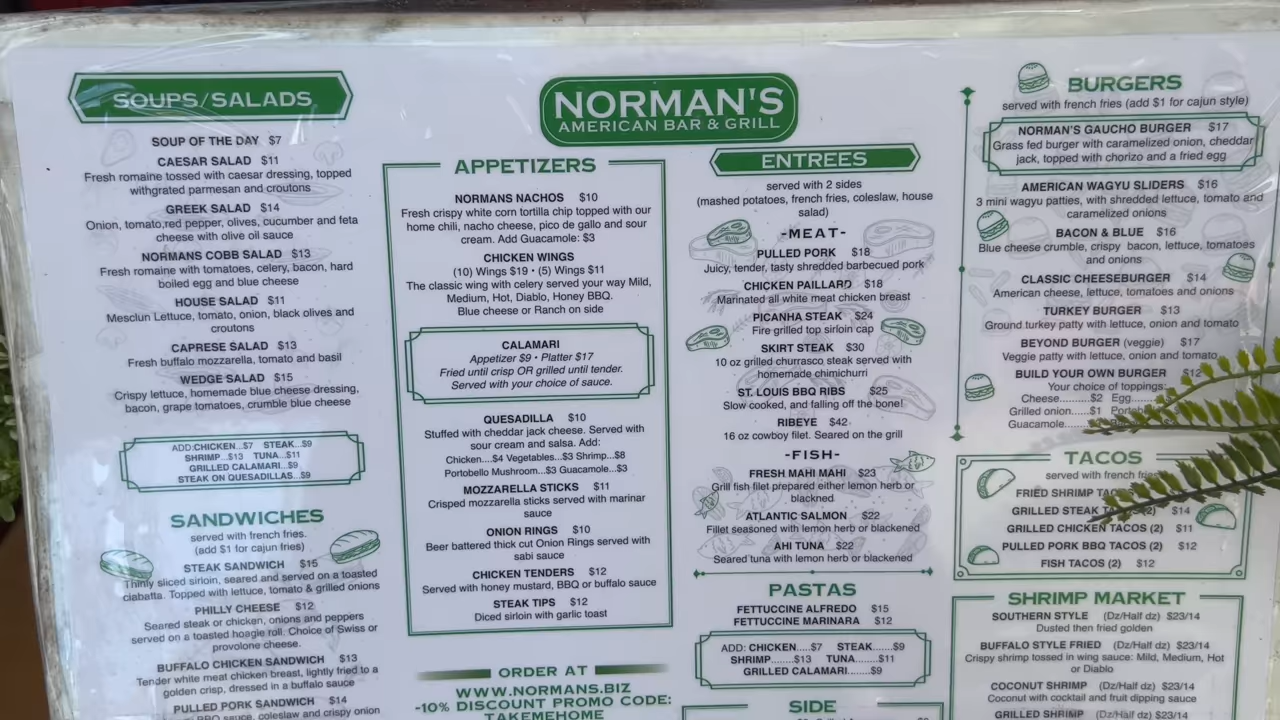 SOUPS/SALADS
SOUP OF THE DAY $7
CAESAR SALAD $11
Fresh romaine tossed with caesar dressing, topped
withgrated parmesan and croutons
GREEK SALAD $14
Onion, tomato,red pepper, olives, cucumber and feta
cheese with olive oil sauce
NORMANS COBB SALAD $13
Fresh romaine with tomatoes, celery, bacon, hard
boiled egg and blue cheese
HOUSE SALAD $11
Mesclun Lettuce, tomato, onion, black olives and
croutons
CAPRESE SALAD $13
Fresh buffalo mozzarella, tomato and basil
WEDGE SALAD $15
Crispy lettuce, homemade blue cheese dressing,
bacon, grape tomatoes, crumble blue cheese
ADD:CHICKEN...$7 STEAK...$9
SHRIMP...$13 TUNA...$11
GRILLED CALAMARI...$9
STEAK ON QUESADILLAS...$9
SANDWICHES
served with french fries.
(add $1 for cajun fries)
STEAK SANDWICH $15
Thinly sliced sirloin, seared and served on a toasted
ciabatta. Topped with lettuce, tomato & grilled onions
PHILLY CHEESE $12
Seared steak or chicken, onions and peppers
served on a toasted hoagie roll. Choice of Swiss or
provolone cheese.
BUFFALO CHICKEN SANDWICH $13
Tender white meat chicken breast, lightly fried to a
golden crisp, dressed in a buffalo sauce
PULLED PORK SANDWICH $14
BBQ sauce, coleslaw and crispy onion
NORMAN'S
AMERICAN BAR & GRILL
APPETIZERS
NORMANS NACHOS $10
Fresh crispy white corn tortilla chip topped with our
home chili, nacho cheese, pico de gallo and sour
cream. Add Guacamole: $3
CHICKEN WINGS
(10) Wings $19 • (5) Wings $11
The classic wing with celery served your way Mild,
Medium, Hot, Diablo, Honey BBQ.
Blue cheese or Ranch on side
CALAMARI
Appetizer $9 • Platter $17
Fried until crisp OR grilled until tender.
Served with your choice of sauce.
QUESADILLA $10
Stuffed with cheddar jack cheese. Served with
sour cream and salsa. Add:
Chicken....$4 Vegetables...$3 Shrimp...$8
Portobello Mushroom...$3 Guacamole...$3
MOZZARELLA STICKS $11
Crisped mozzarella sticks served with marinar
sauce
ONION RINGS $10
Beer battered thick cut Onion Rings served with
sabi sauce
CHICKEN TENDERS $12
Served with honey mustard, BBQ or buffalo sauce
STEAK TIPS $12
Diced sirloin with garlic toast
ORDER AT
WWW.NORMANS.BIZ
-10% DISCOUNT PROMO CODE:
TAKEMEHOME
ENTREES
served with 2 sides
(mashed potatoes, french fries, coleslaw, house
salad)
-MEAT-
PULLED PORK $18
Juicy, tender, tasty shredded barbecued pork
CHICKEN PAILLARD $18
Marinated all white meat chicken breast
PICANHA STEAK $24
Fire grilled top sirloin cap
SKIRT STEAK $30
10 oz grilled churrasco steak served with
homemade chimichurri
ST. LOUIS BBQ RIBS $25
Slow cooked, and falling off the bone!
RIBEYE $42
16 oz cowboy filet. Seared on the grill
-FISH-
FRESH MAHI MAHI $23
Grill fish filet prepared either lemon herb or
blackned
ATLANTIC SALMON $22
Fillet seasoned with lemon herb or blackened
AHI TUNA $22
Seared tuna with lemon herb or blackened
PASTAS
FETTUCCINE ALFREDO $15
FETTUCCINE MARINARA $12
ADD: CHICKEN.....$7 STEAK.....$9
SHRIMP......$13 TUNA.....$11
GRILLED CALAMARI......$9
SIDE
BURGERS
served with french fries (add $1 for cajun style)
NORMAN'S GAUCHO BURGER $17
Grass fed burger with caramelized onion, cheddar
jack, topped with chorizo and a fried egg
AMERICAN WAGYU SLIDERS $16
3 mini wagyu patties, with shredded lettuce, tomato and
caramelized onions
BACON & BLUE $16
Blue cheese crumble, crispy bacon, lettuce, tomatoes
and onions
CLASSIC CHEESEBURGER $14
American cheese, lettuce, tomatoes and onions
TURKEY BURGER $13
Ground turkey patty with lettuce, onion and tomato
BEYOND BURGER (veggie) $17
Veggie patty with lettuce, onion and tomato
BUILD YOUR OWN BURGER $12
Your choice of toppings:
Cheese.........$2 Egg
Grilled onion......$1
Guacamole
TACOS
served with french fries
FRIED SHRIMP
GRILLED STEAK $14
GRILLED CHICKEN TACOS (2) $11
PULLED PORK BBQ TACOS (2) $12
FISH TACOS (2) $12
SHRIMP MARKET
SOUTHERN STYLE (Dz/Half dz) $23/14
Dusted then fried golden
BUFFALO STYLE FRIED (Dz/Half dz) $23/14
Crispy shrimp tossed in wing sauce: Mild, Medium, Hot
or Diablo
COCONUT SHRIMP (Dz/Half dz) $23/14
Coconut with cocktail and fruit dipping sauce
GRILLED SHRIMP (Dz/Half dz) $23/14